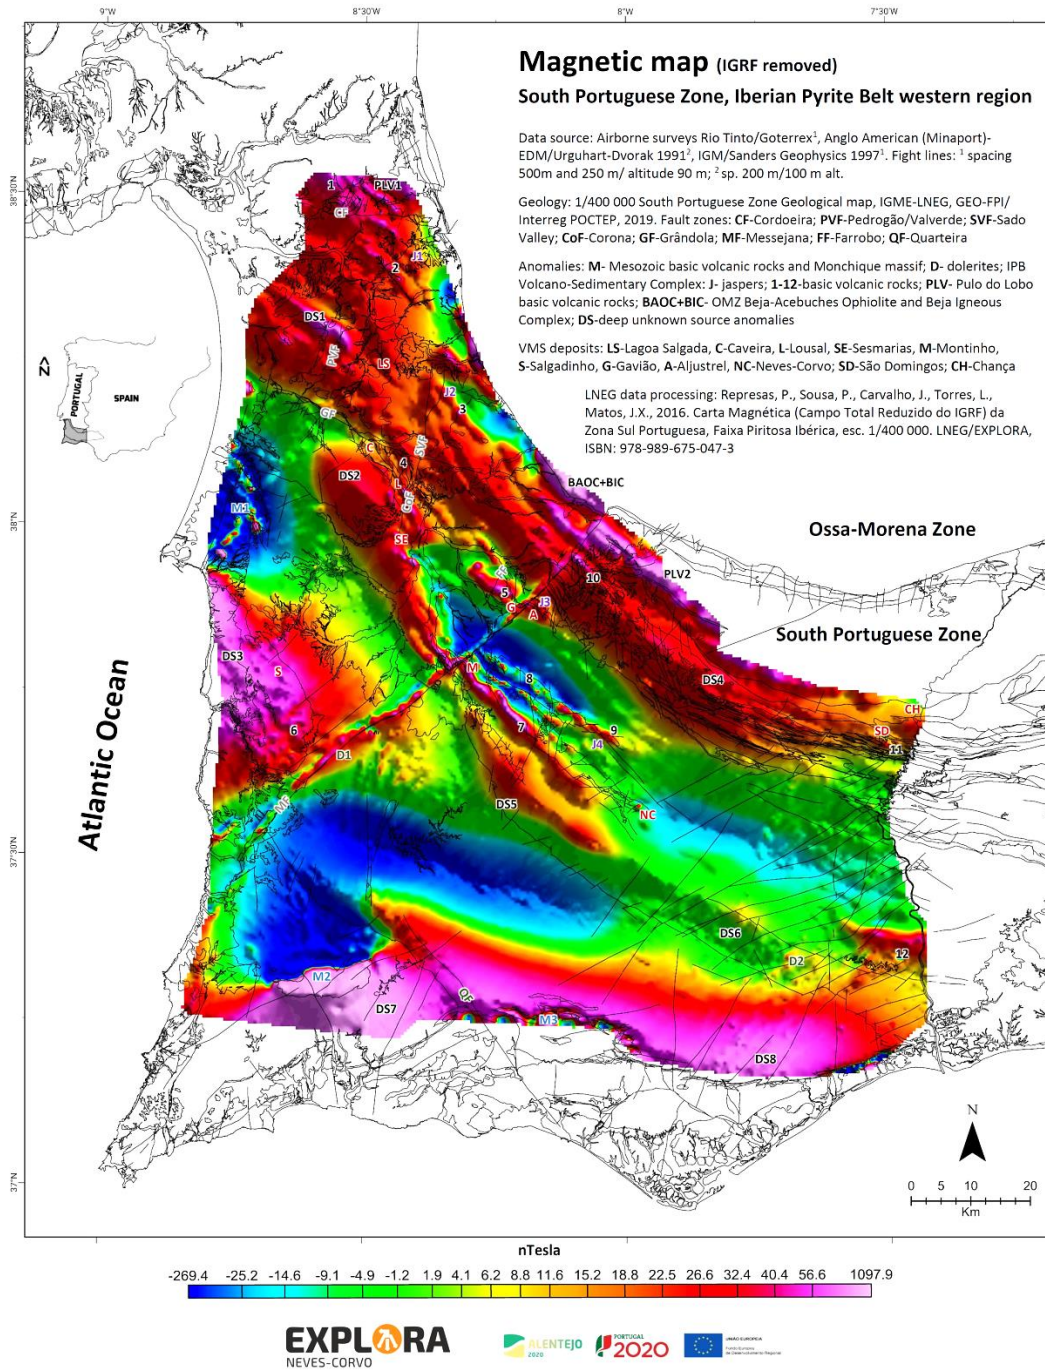 9°W 8°30'W 8°W 7°30'W
Magnetic map (IGRF removed)
South Portuguese Zone, Iberian Pyrite Belt western region
Data source: Airborne surveys Rio Tinto/Goterrex¹, Anglo American (Minaport)-
EDM/Urguhart-Dvorak 1991², IGM/Sanders Geophysics 1997¹. Fight lines: ¹ spacing
500m and 250 m/ altitude 90 m; ² sp. 200 m/100 m alt.
Geology: 1/400 000 South Portuguese Zone Geological map, IGME-LNEG, GEO-FPI/
Interreg POCTEP, 2019. Fault zones: CF-Cordoeira; PVF-Pedrogão/Valverde; SVF-Sado
Valley; CoF-Corona; GF-Grândola; MF-Messejana; FF-Farrobo; QF-Quarteira
Anomalies: M- Mesozoic basic volcanic rocks and Monchique massif; D- dolerites; IPB
Volcano-Sedimentary Complex: J- jaspers; 1-12-basic volcanic rocks; PLV- Pulo do Lobo
basic volcanic rocks; BAOC+BIC- OMZ Beja-Acebuches Ophiolite and Beja Igneous
Complex; DS-deep unknown source anomalies
VMS deposits: LS-Lagoa Salgada, C-Caveira, L-Lousal, SE-Sesmarias, M-Montinho,
S-Salgadinho, G-Gavião, A-Aljustrel, NC-Neves-Corvo; SD-São Domingos; CH-Chança
LNEG data processing: Represas, P., Sousa, P., Carvalho, J., Torres, L.,
Matos, J.X., 2016. Carta Magnética (Campo Total Reduzido do IGRF) da
Zona Sul Portuguesa, Faixa Piritosa Ibérica, esc. 1/400 000. LNEG/EXPLORA,
ISBN: 978-989-675-047-3
38°30'N
1
PLV1
CF
J1
2
DS1
PVF
LS
Z>
PORTUGAL
SPAIN
J2
3
GF
C
SVF
4
DS2
L
CoF
BAOC+BIC
M1
38°N
Ossa-Morena Zone
SE
FF
10
PLV2
5
G
J3
A
South Portuguese Zone
DS3
S
M
8
DS4
CH
SD
Atlantic Ocean
6
7
9
J4
11
D1
MF
DS5
NC
37°30'N
DS6
12
D2
M2
DS7
QF
M3
DS8
37°N
N
0 5 10 20
Km
nTesla
-269.4 -25.2 -14.6 -9.1 -4.9 -1.2 1.9 4.1 6.2 8.8 11.6 15.2 18.8 22.5 26.6 32.4 40.4 56.6 1097.9
EXPLORA
NEVES-CORVO
ALENTEJO
2020
PORTUGAL
2020
UNIÃO EUROPEIA